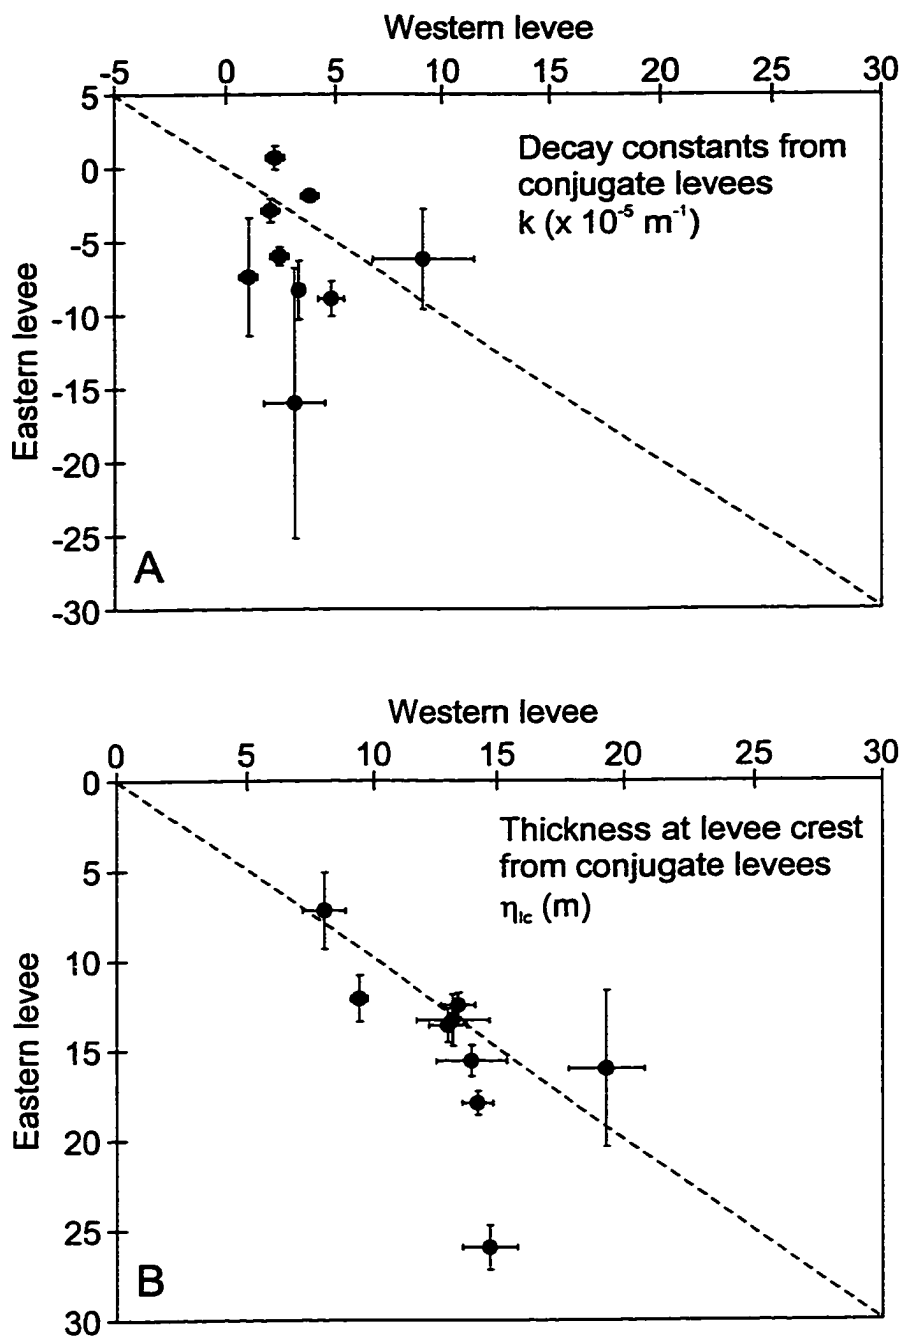 Western levee
-5 0 5 10 15 20 25 30
5
0
-5
-10
-15
-20
-25
-30
Eastern levee
Decay constants from
conjugate levees
k (x 10⁻⁵ m⁻¹)
A
Western levee
0 5 10 15 20 25 30
0
5
10
15
20
25
30
Eastern levee
Thickness at levee crest
from conjugate levees
ηlc (m)
B